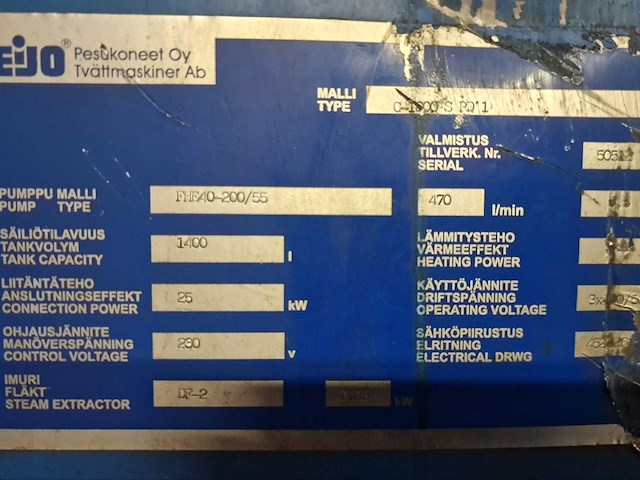 EIJO®
Pesukoneet Oy
Tvättmaskiner Ab
MALLI
TYPE
VALMISTUS
TILLVERK. Nr.
SERIAL
PUMPPU MALLI
PUMP TYPE
-200/55
470
l/min
SÄILIÖTILAVUUS
TANKVOLYM
TANK CAPACITY
1400
l
LÄMMITYSTEHO
VÄRMEEFFEKT
HEATING POWER
LIITÄNTÄTEHO
ANSLUTNINGSEFFEKT
CONNECTION POWER
25
kW
KÄYTTÖJÄNNITE
DRIFTSPÄNNING
OPERATING VOLTAGE
OHJAUSJÄNNITE
MANÖVERSPÄNNING
CONTROL VOLTAGE
230
V
SÄHKÖPIIRUSTUS
ELRITNING
ELECTRICAL DRWG
IMURI
FLÄKT
STEAM EXTRACTOR
DF-2
kW